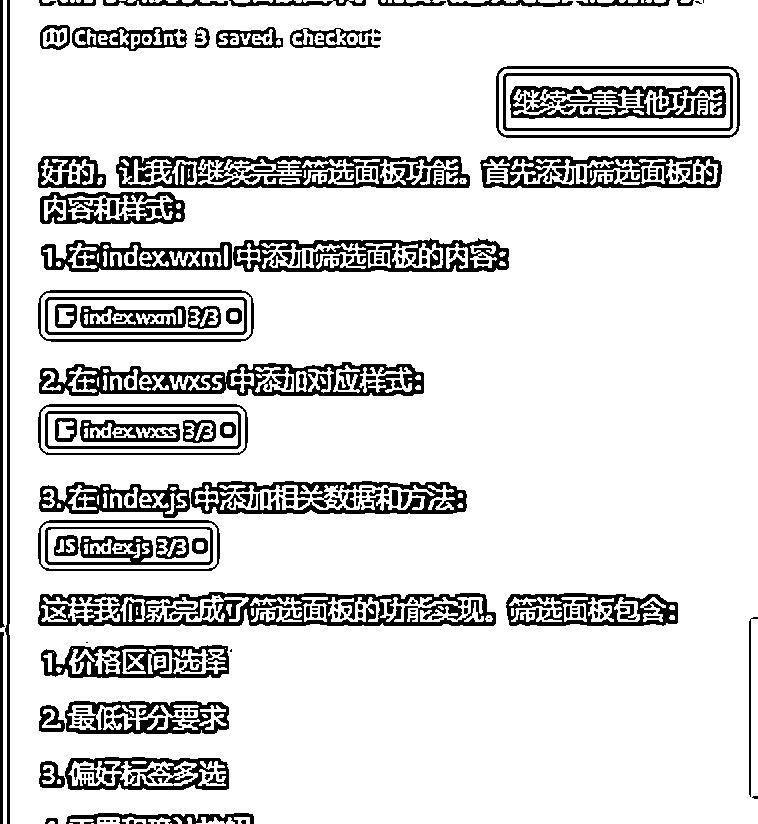 Checkpoint 3 saved. checkout
继续完善其他功能
好的，让我们继续完善筛选面板功能。首先添加筛选面板的
内容和样式：
1. 在 index.wxml 中添加筛选面板的内容：
index.wxml 3/3
2. 在 index.wxss 中添加对应样式：
index.wxss 3/3
3. 在 index.js 中添加相关数据和方法：
JS index.js 3/3
这样我们就完成了筛选面板的功能实现。筛选面板包含：
1. 价格区间选择
2. 最低评分要求
3. 偏好标签多选